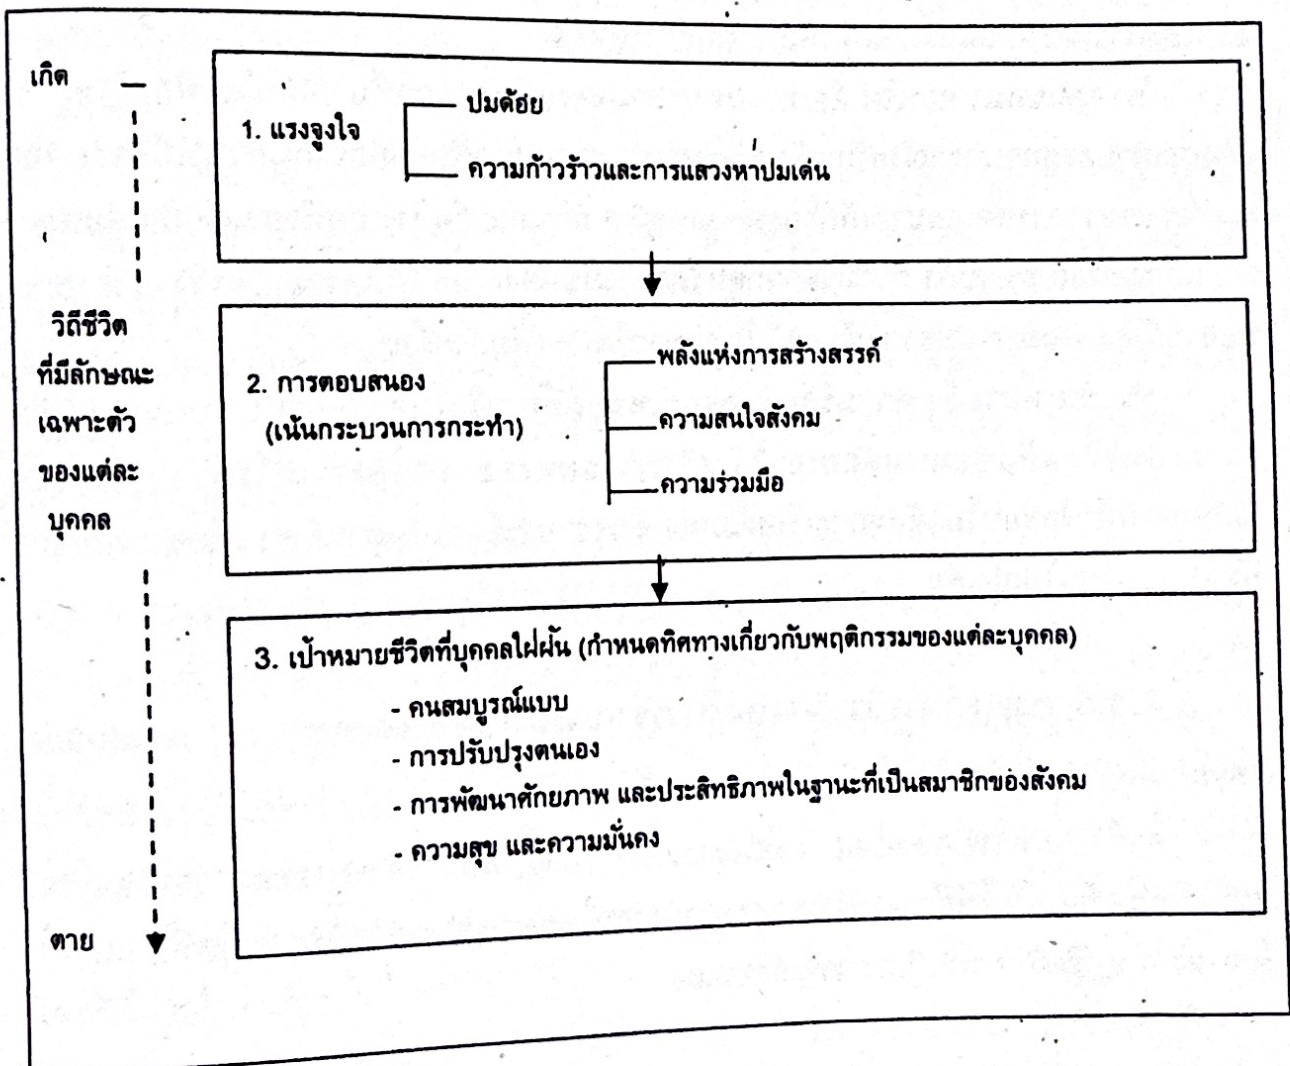 เกิด
1. แรงจูงใจ
ปมด้อย
ความก้าวร้าวและการแสวงหาปมเด่น
วิถีชีวิต
ที่มีลักษณะ
เฉพาะตัว
ของแต่ละ
บุคคล
2. การตอบสนอง
(เน้นกระบวนการกระทำ)
พลังแห่งการสร้างสรรค์
ความสนใจสังคม
ความร่วมมือ
3. เป้าหมายชีวิตที่บุคคลใฝ่ฝัน (กำหนดทิศทางเกี่ยวกับพฤติกรรมของแต่ละบุคคล)
- คนสมบูรณ์แบบ
- การปรับปรุงตนเอง
- การพัฒนาศักยภาพ และประสิทธิภาพในฐานะที่เป็นสมาชิกของสังคม
- ความสุข และความมั่นคง
ตาย